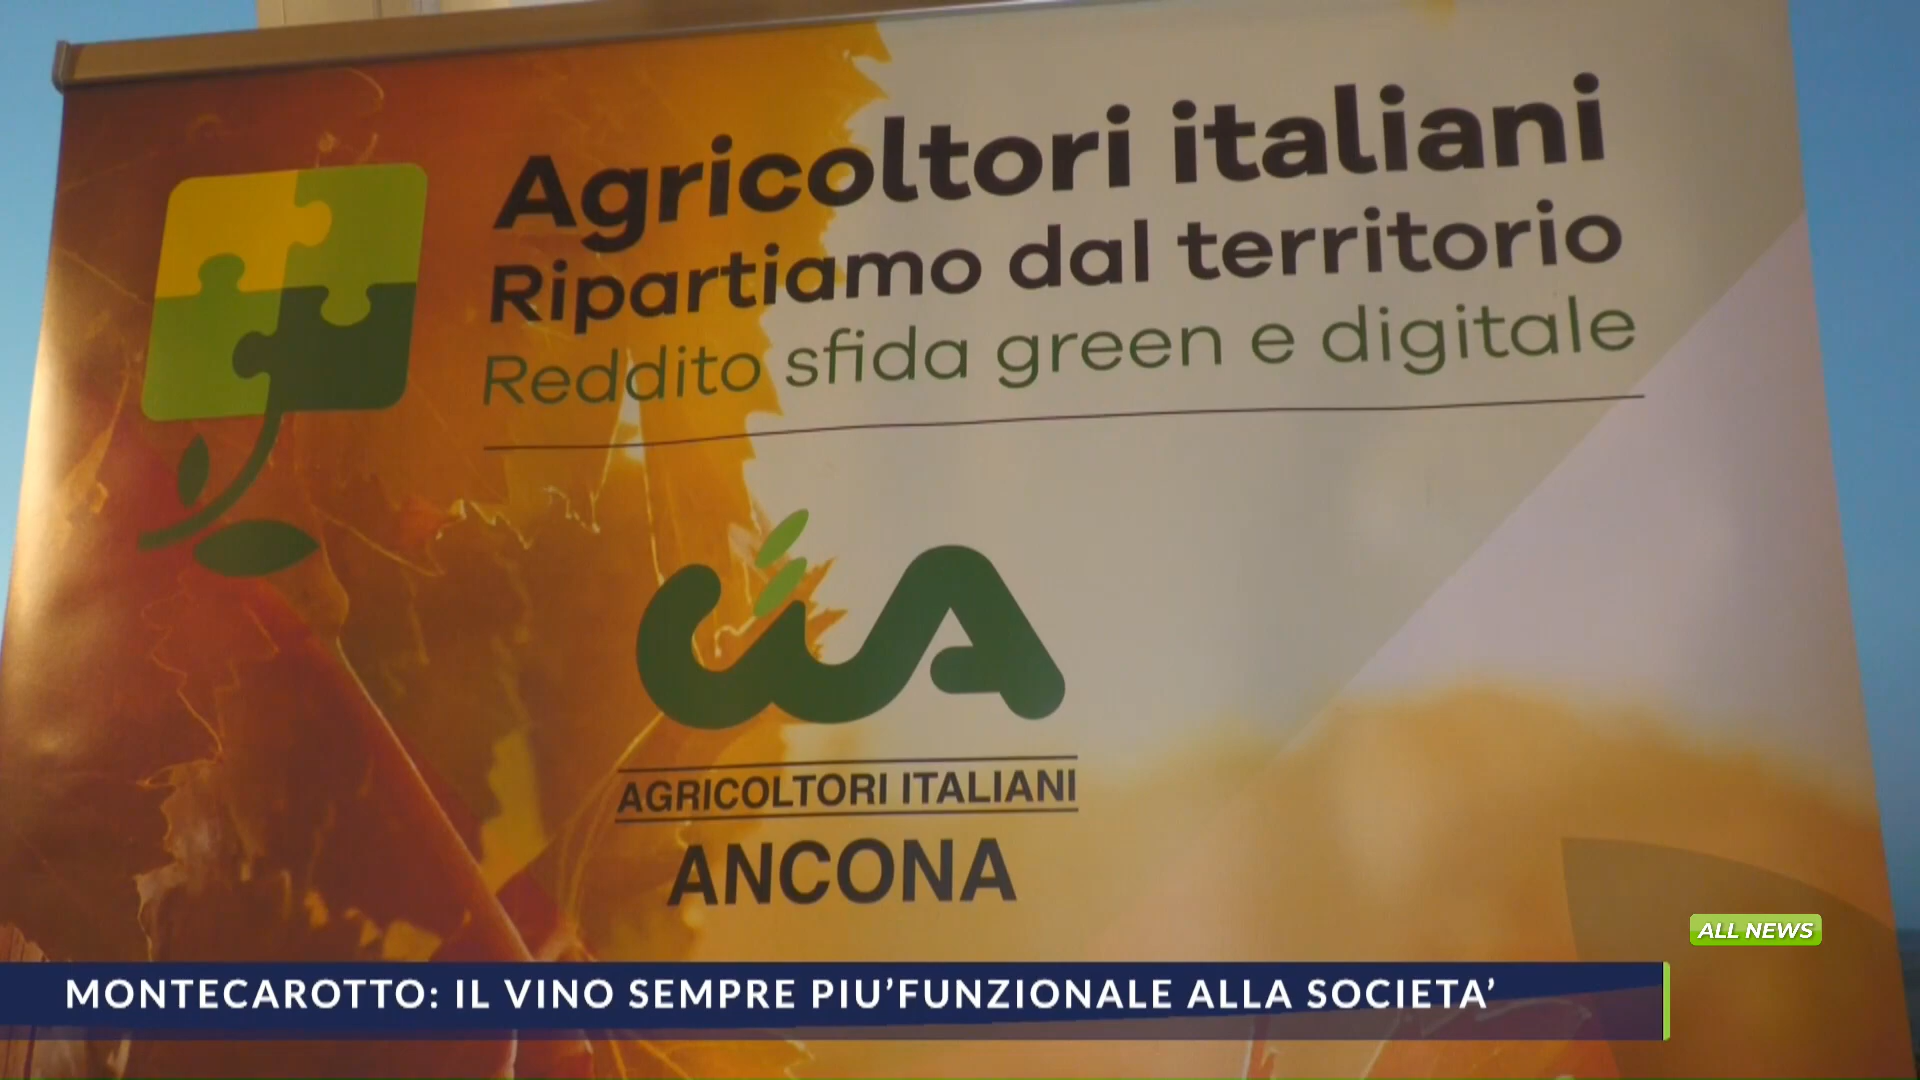 Agricoltori italiani
Ripartiamo dal territorio
Reddito sfida green e digitale
CIA
AGRICOLTORI ITALIANI
ANCONA
ALL NEWS
MONTECAROTTO: IL VINO SEMPRE PIU'FUNZIONALE ALLA SOCIETA'